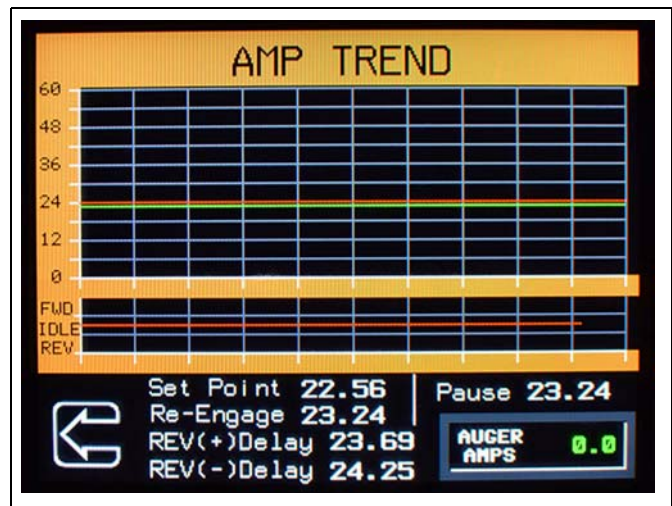 AMP TREND
60
48
36
24
12
0
FWD
IDLE
REV
Set Point 22.56
Re-Engage 23.24
REV(+)Delay 23.69
REV(-)Delay 24.25
Pause 23.24
AUGER
AMPS 0.0